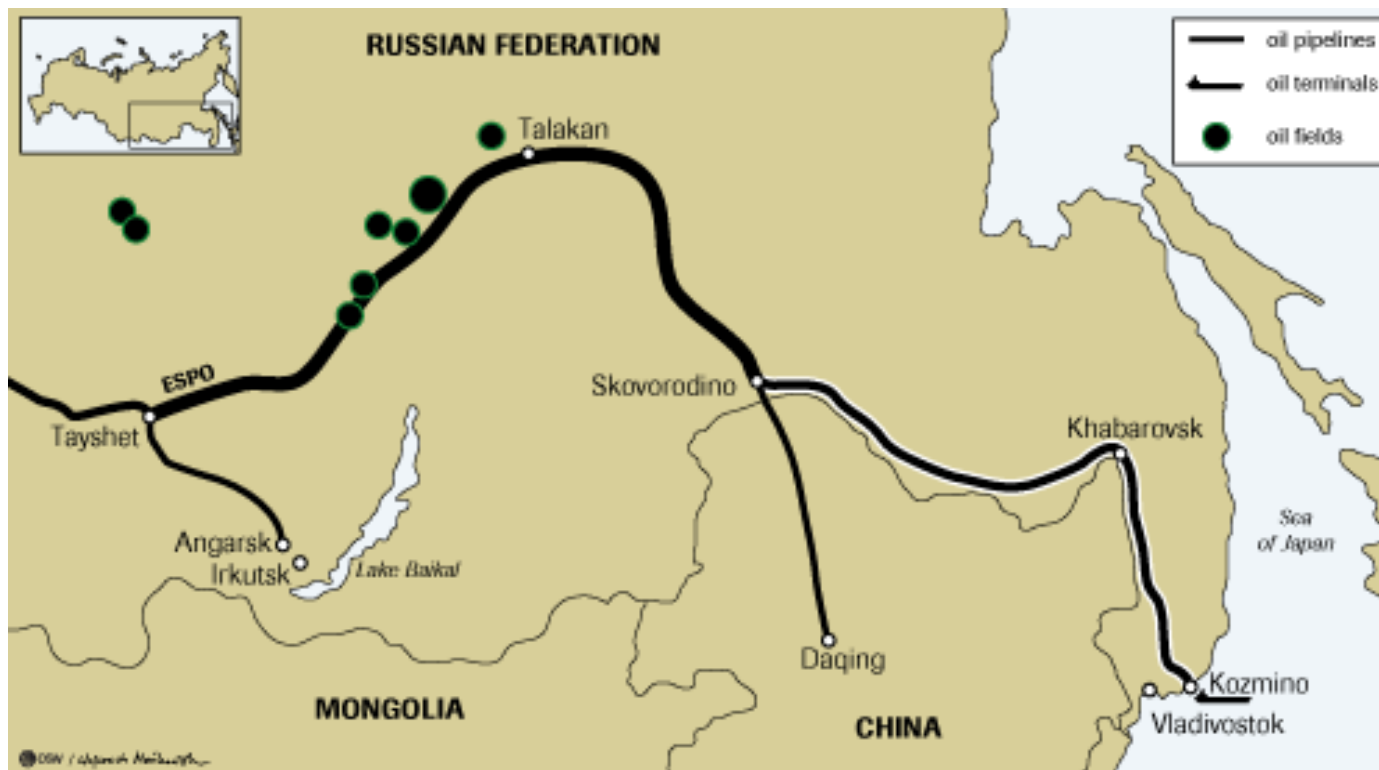 RUSSIAN FEDERATION
oil pipelines
oil terminals
oil fields
Talakan
ESPO
Skovorodino
Tayshet
Khabarovsk
Angarsk
Irkutsk
Lake Baikal
Sea
of Japan
Daqing
Kozmino
MONGOLIA
CHINA
Vladivostok
OSW /